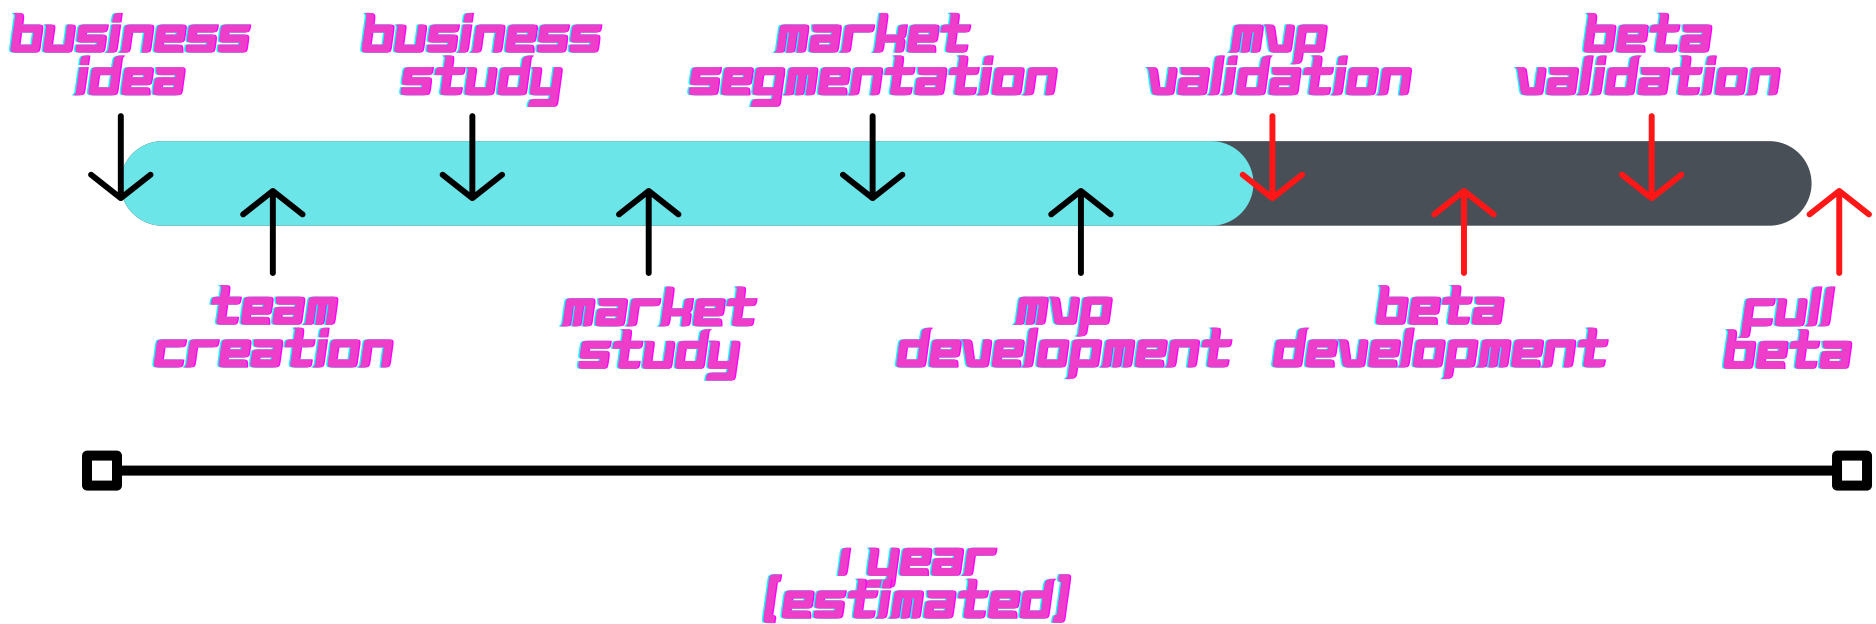 business
idea
business
study
market
segmentation
mvp
validation
beta
validation
team
creation
market
study
mvp
development
beta
development
full
beta
1 year
(estimated)